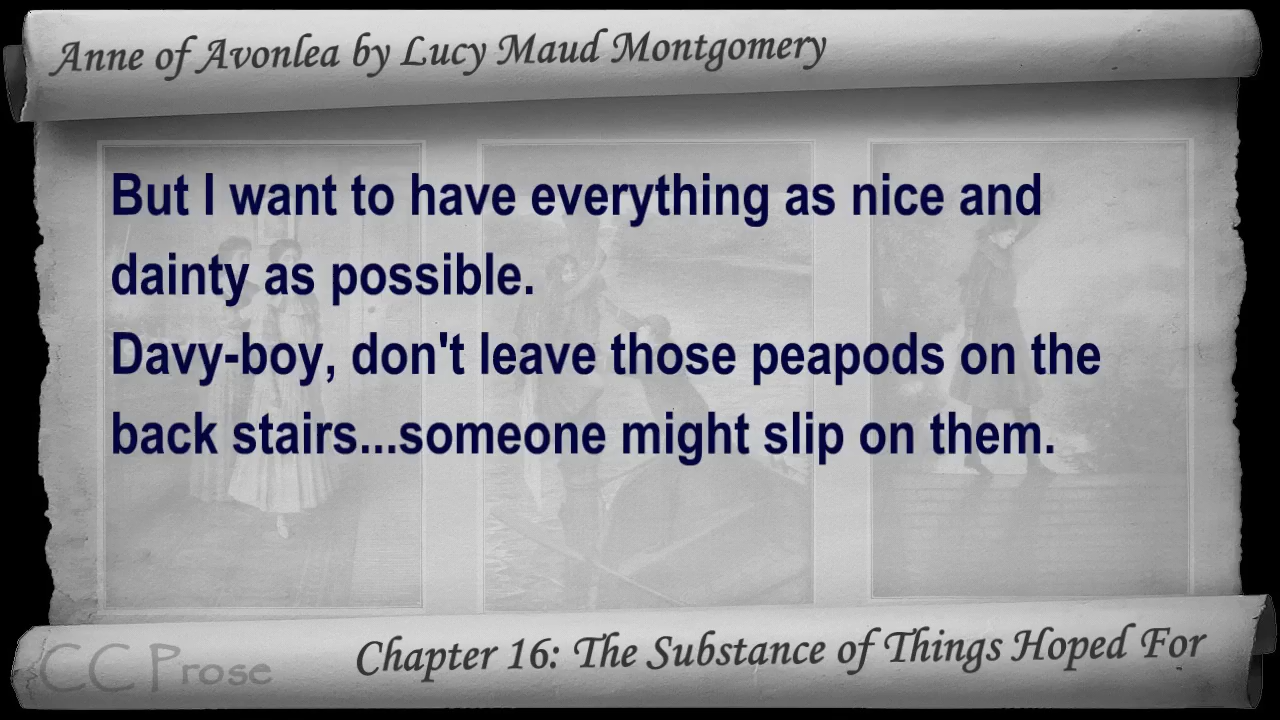 Anne of Avonlea by Lucy Maud Montgomery
But I want to have everything as nice and
dainty as possible.
Davy-boy, don't leave those peapods on the
back stairs...someone might slip on them.
CC Prose
Chapter 16: The Substance of Things Hoped For